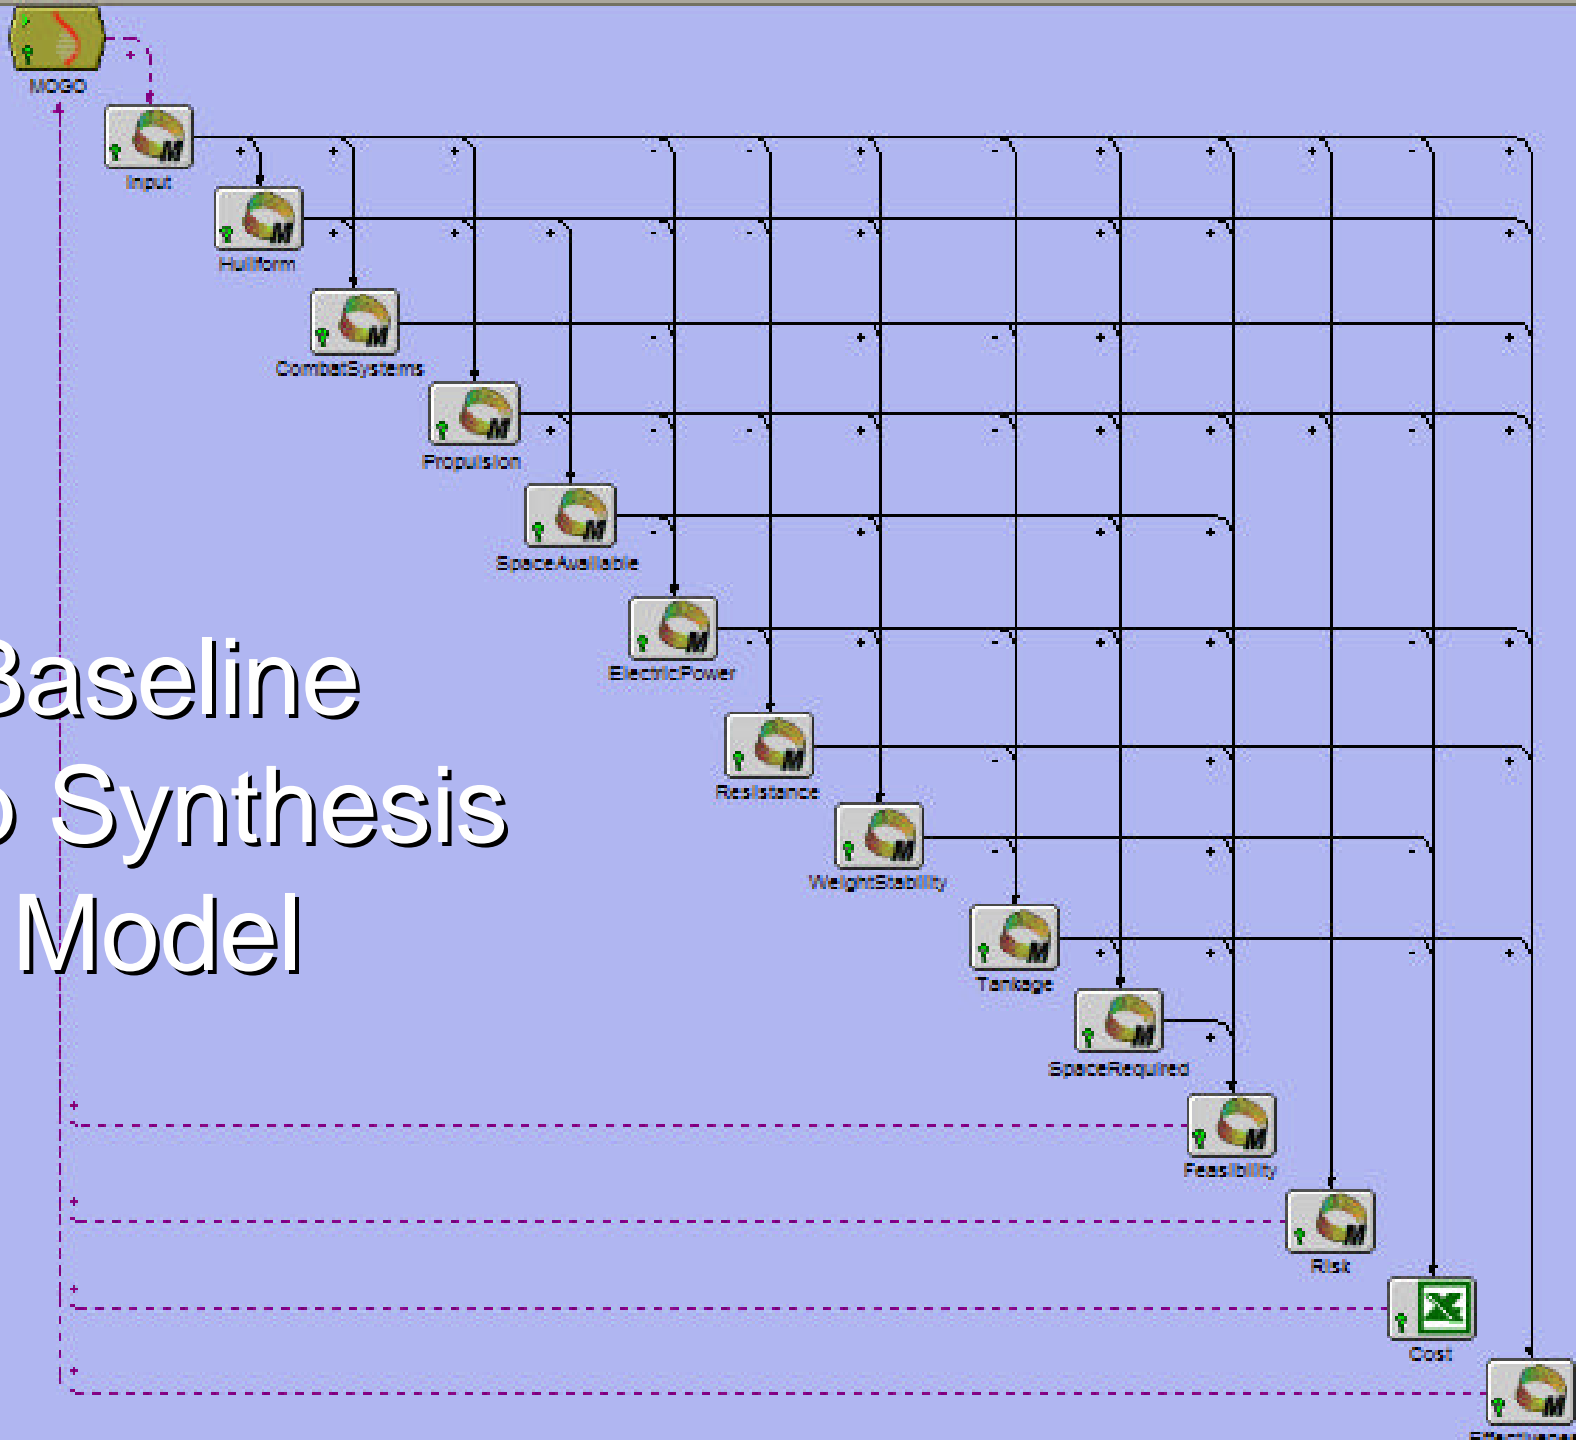 MOGO
Input
Hullform
CombatSystems
Propulsion
SpaceAvailable
ElectricPower
Baseline
Resistance
Synthesis
WeightStability
Model
Tankage
SpaceRequired
Feasibility
Risk
Cost